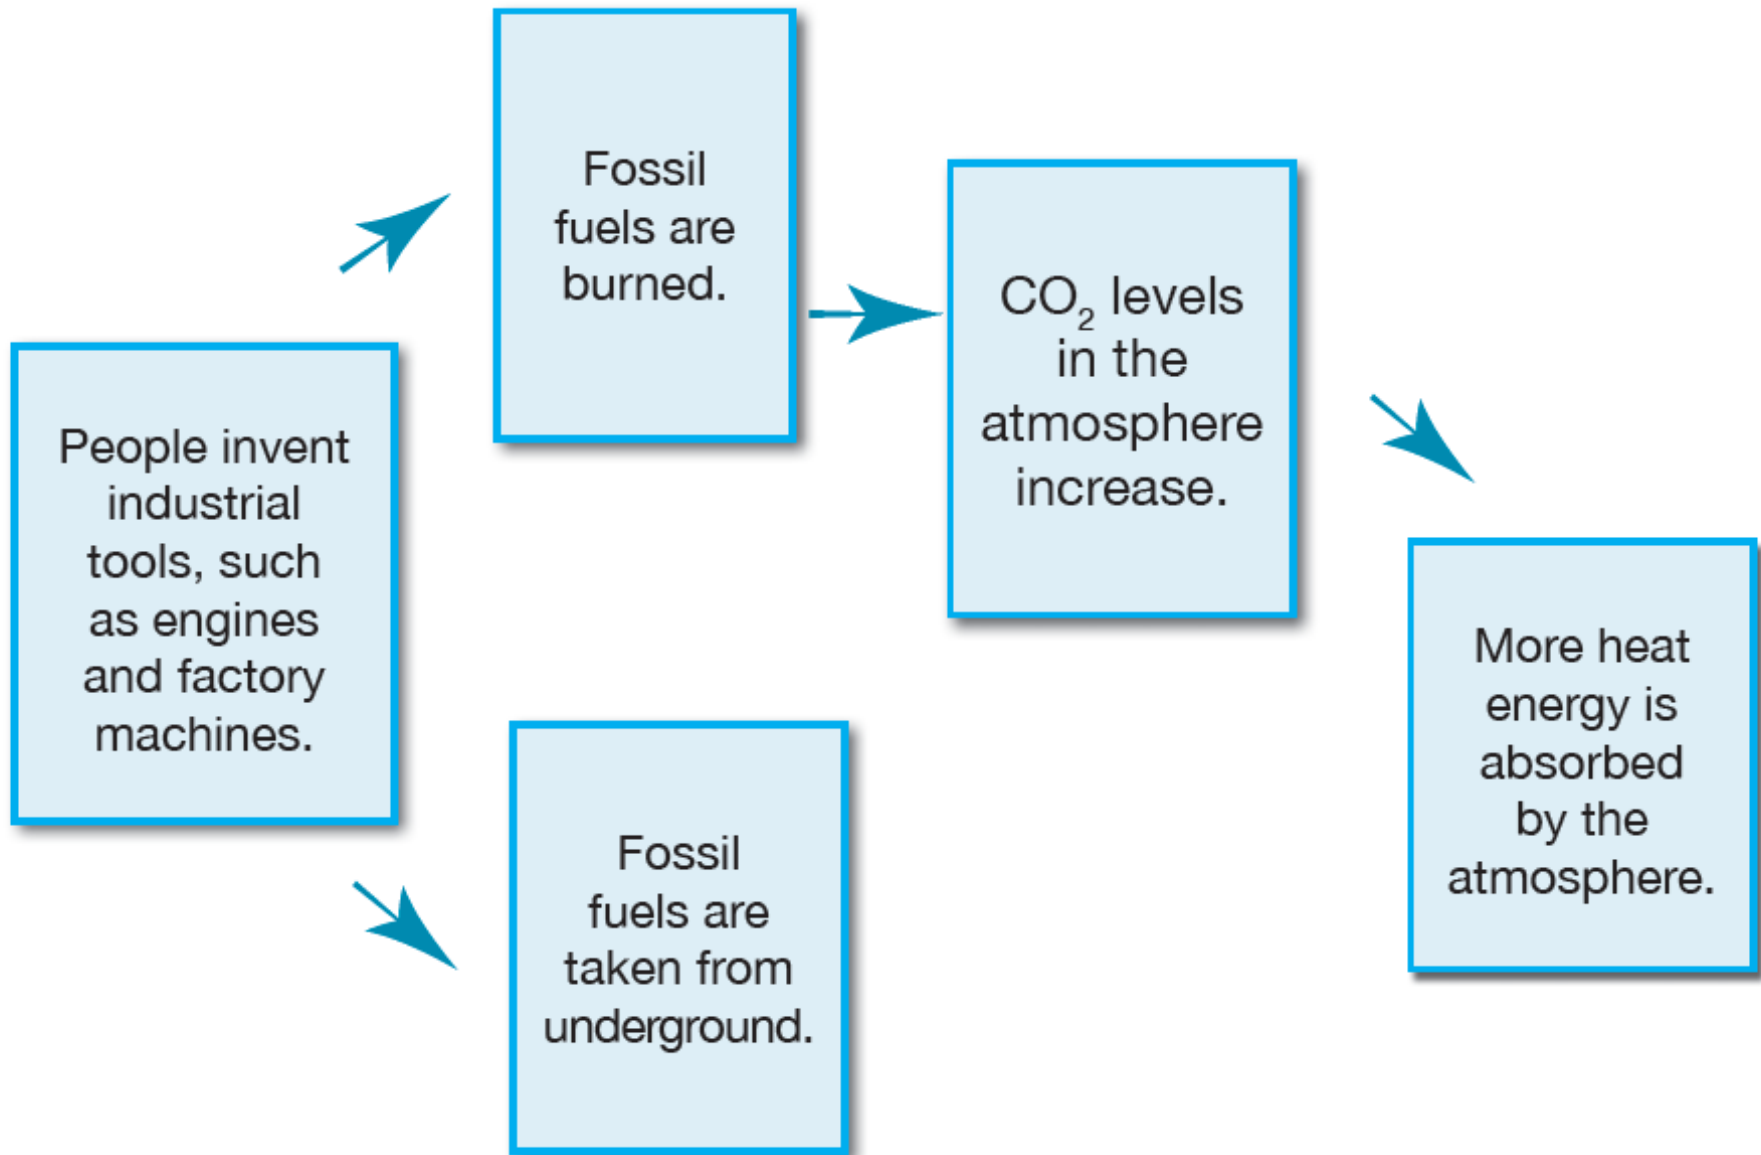 People invent
industrial
tools, such
as engines
and factory
machines.
Fossil
fuels are
burned.
Fossil
fuels are
taken from
underground.
CO₂ levels
in the
atmosphere
increase.
More heat
energy is
absorbed
by the
atmosphere.